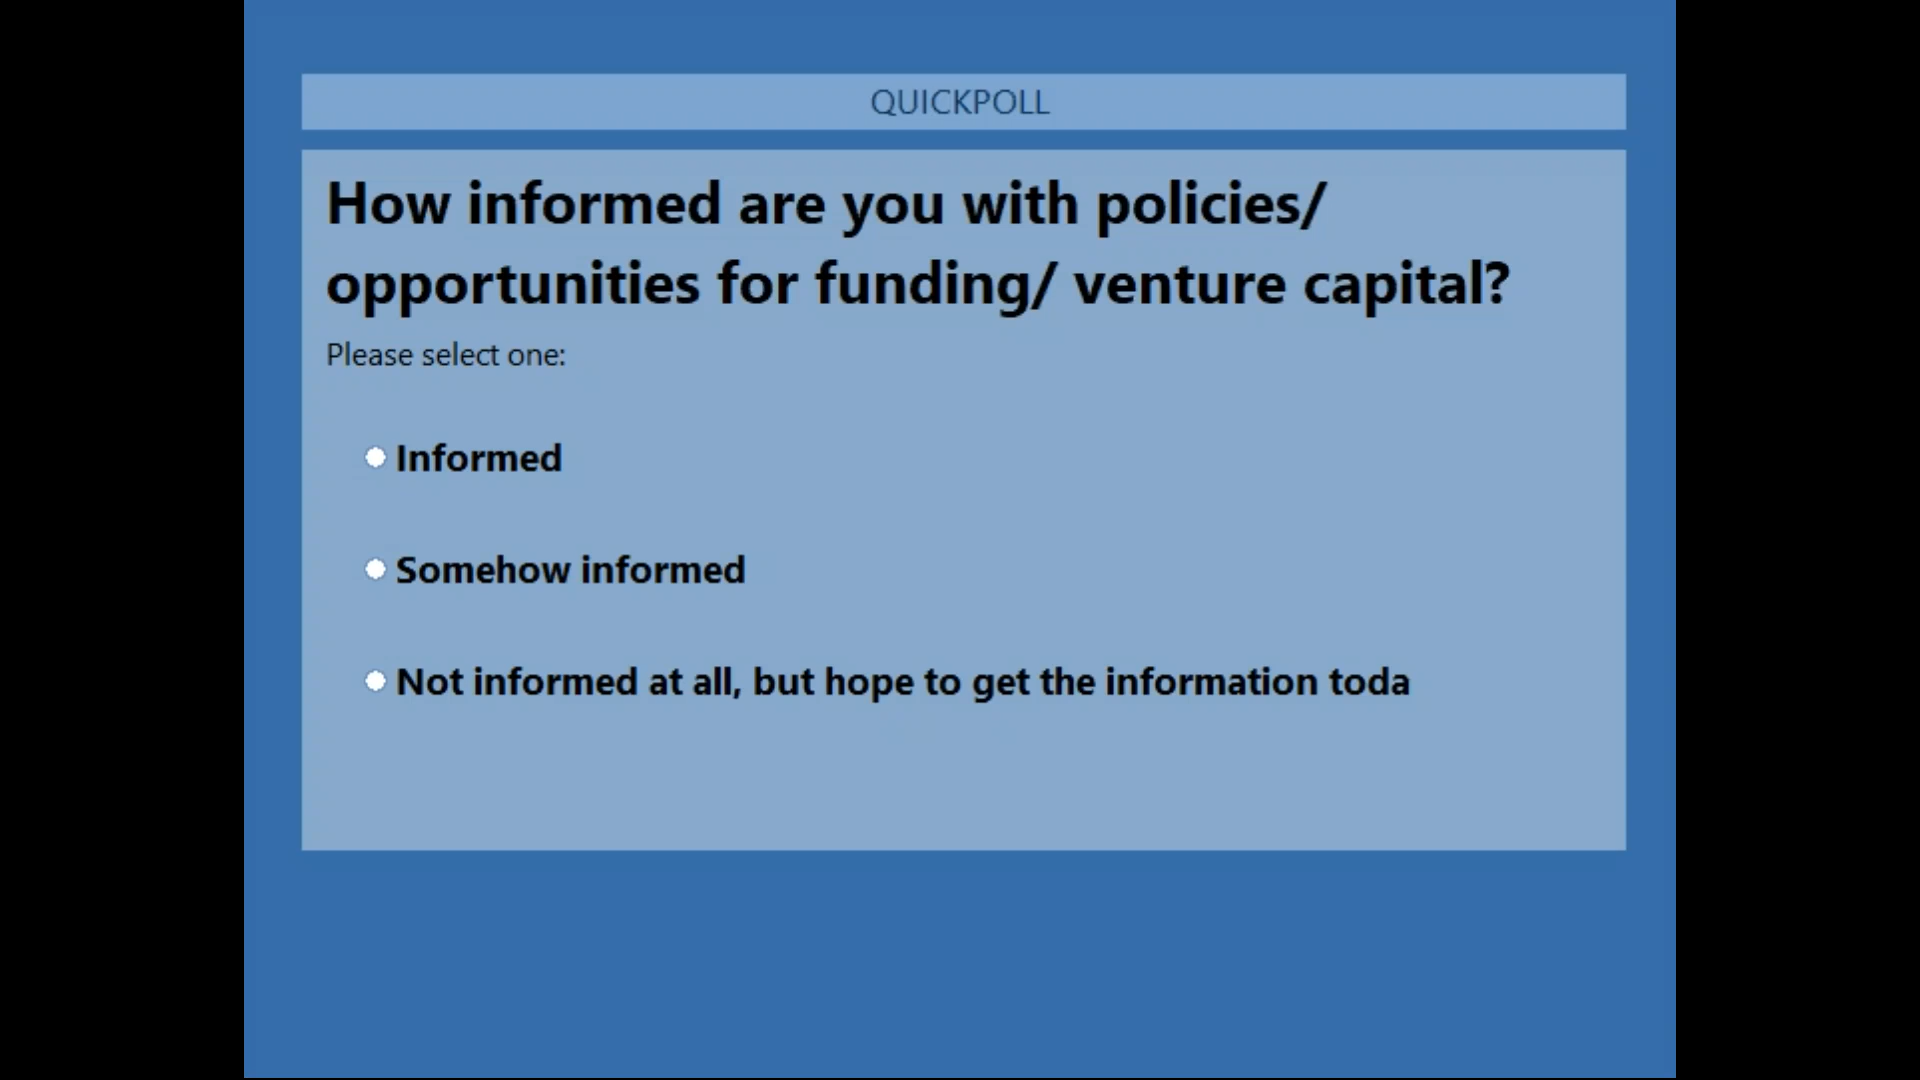 QUICKPOLL
How informed are you with policies/
opportunities for funding/ venture capital?
Please select one:
Informed
Somehow informed
Not informed at all, but hope to get the information toda